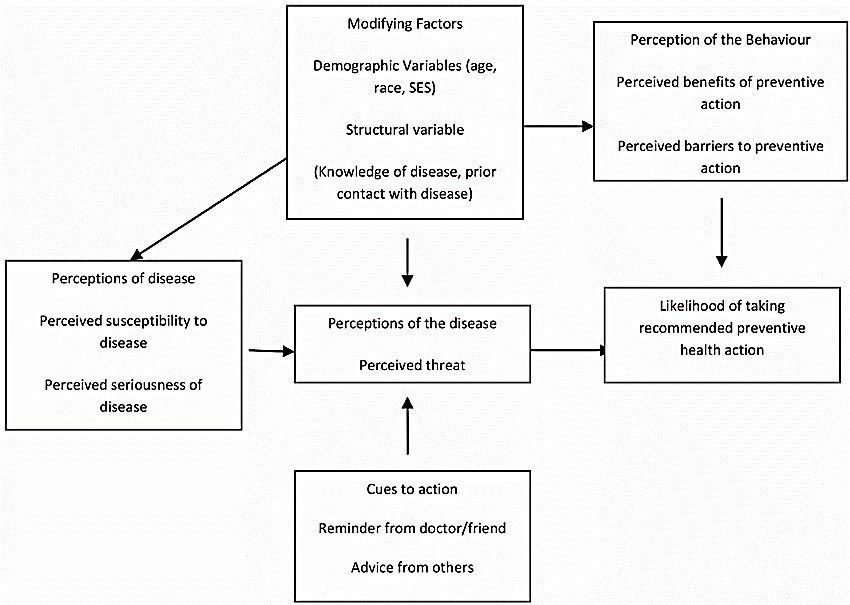 Modifying Factors
Demographic Variables (age,
race, SES)
Structural variable
(Knowledge of disease, prior
contact with disease)
Perception of the Behaviour
Perceived benefits of preventive
action
Perceived barriers to preventive
action
Perceptions of disease
Perceived susceptibility to
disease
Perceived seriousness of
disease
Perceptions of the disease
Perceived threat
Likelihood of taking
recommended preventive
health action
Cues to action
Reminder from doctor/friend
Advice from others